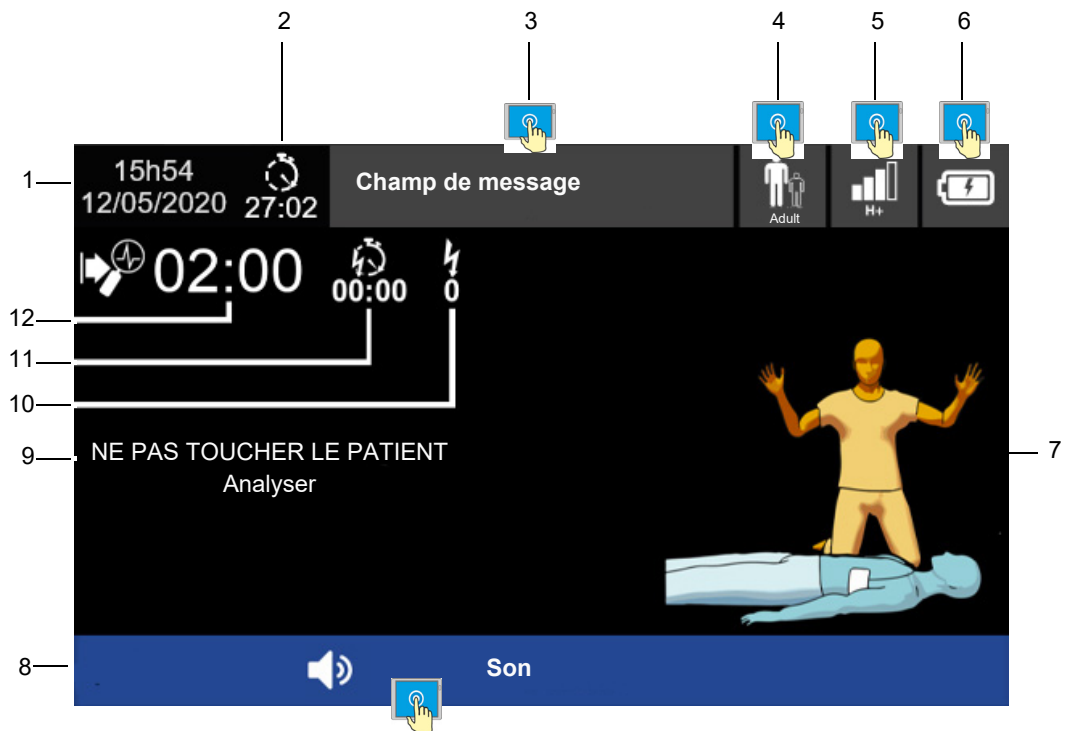 2 3 4 5 6
1
15h54
12/05/2020 27:02
Champ de message
Adult
H+
02:00
00:00
0
12
11
10
9
NE PAS TOUCHER LE PATIENT
Analyser
7
8
Son